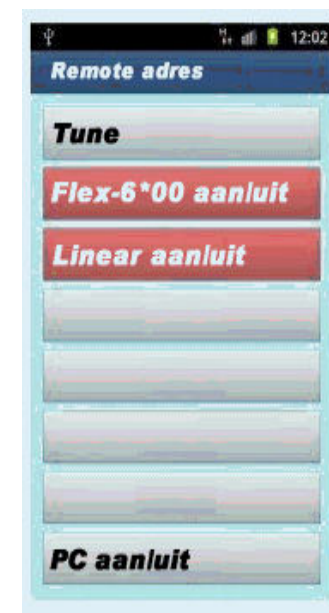 12:02
Remote adres
Tune
Flex-6*00 aan/uit
Linear aan/uit
PC aan/uit